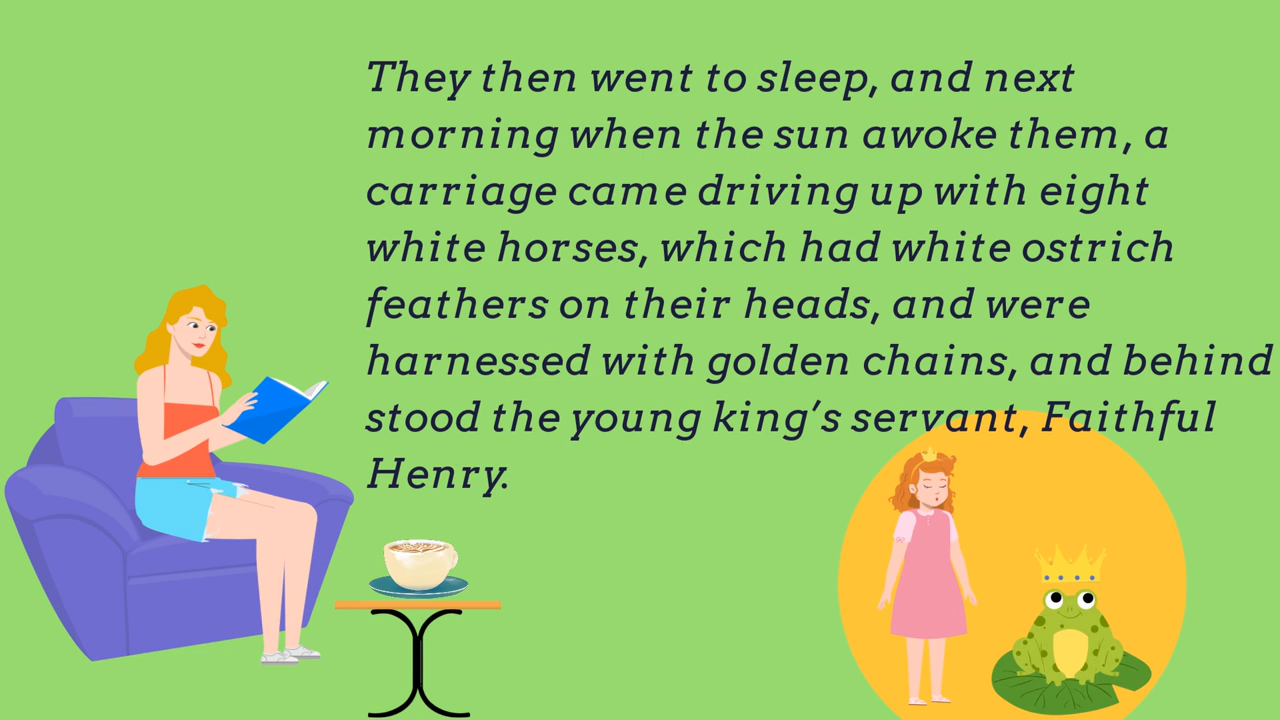 They then went to sleep, and next
morning when the sun awoke them, a
carriage came driving up with eight
white horses, which had white ostrich
feathers on their heads, and were
harnessed with golden chains, and behind
stood the young king’s servant, Faithful
Henry.